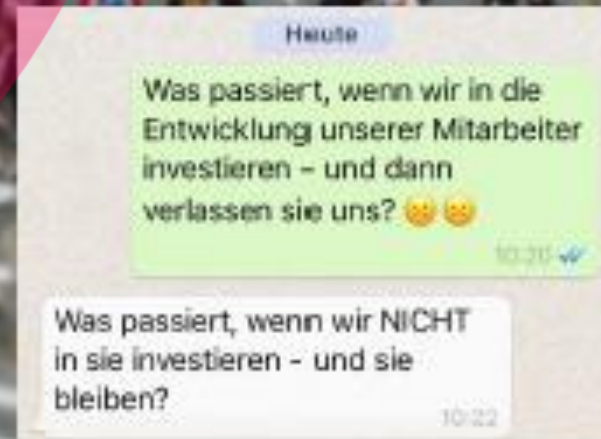 Heute
Was passiert, wenn wir in die
Entwicklung unserer Mitarbeiter
investieren – und dann
verlassen sie uns?
10:20
Was passiert, wenn wir NICHT
in sie investieren – und sie
bleiben?
10:22